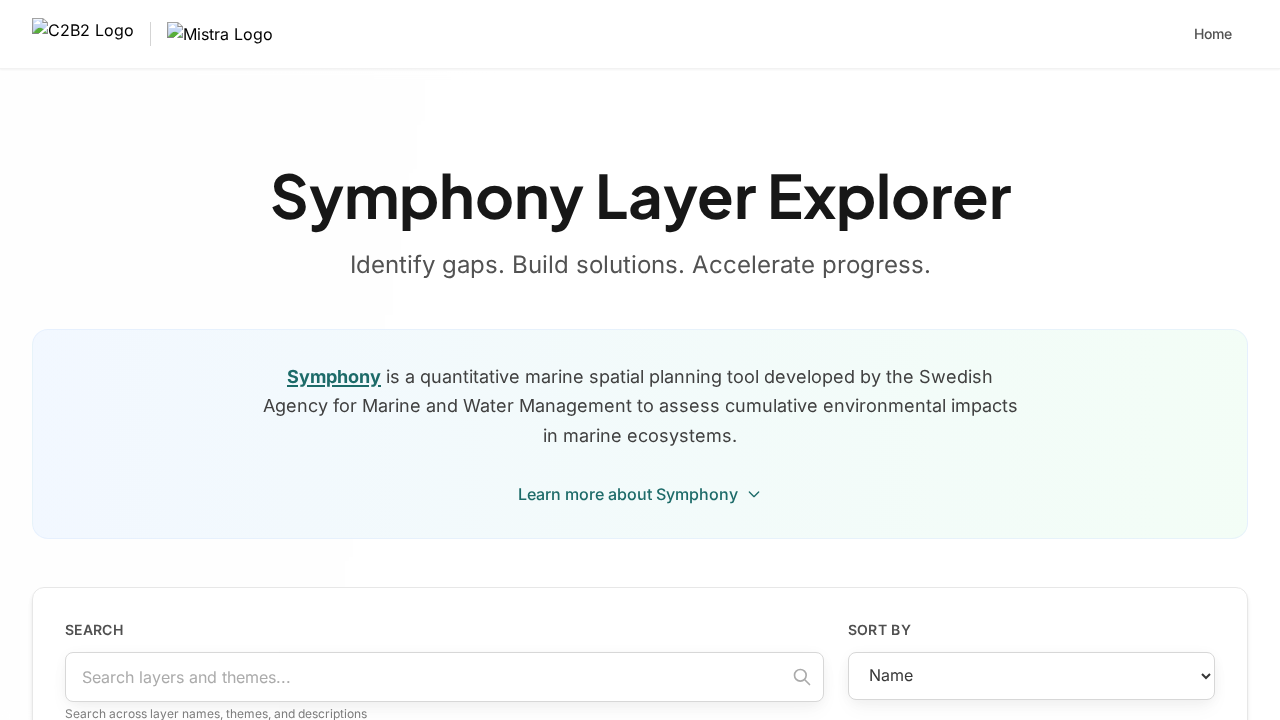 C2B2 Logo
Mistra Logo
Home
Symphony Layer Explorer
Identify gaps. Build solutions. Accelerate progress.
Symphony is a quantitative marine spatial planning tool developed by the Swedish
Agency for Marine and Water Management to assess cumulative environmental impacts
in marine ecosystems.
Learn more about Symphony
SEARCH
SORT BY
Search layers and themes...
Name
Search across layer names, themes, and descriptions